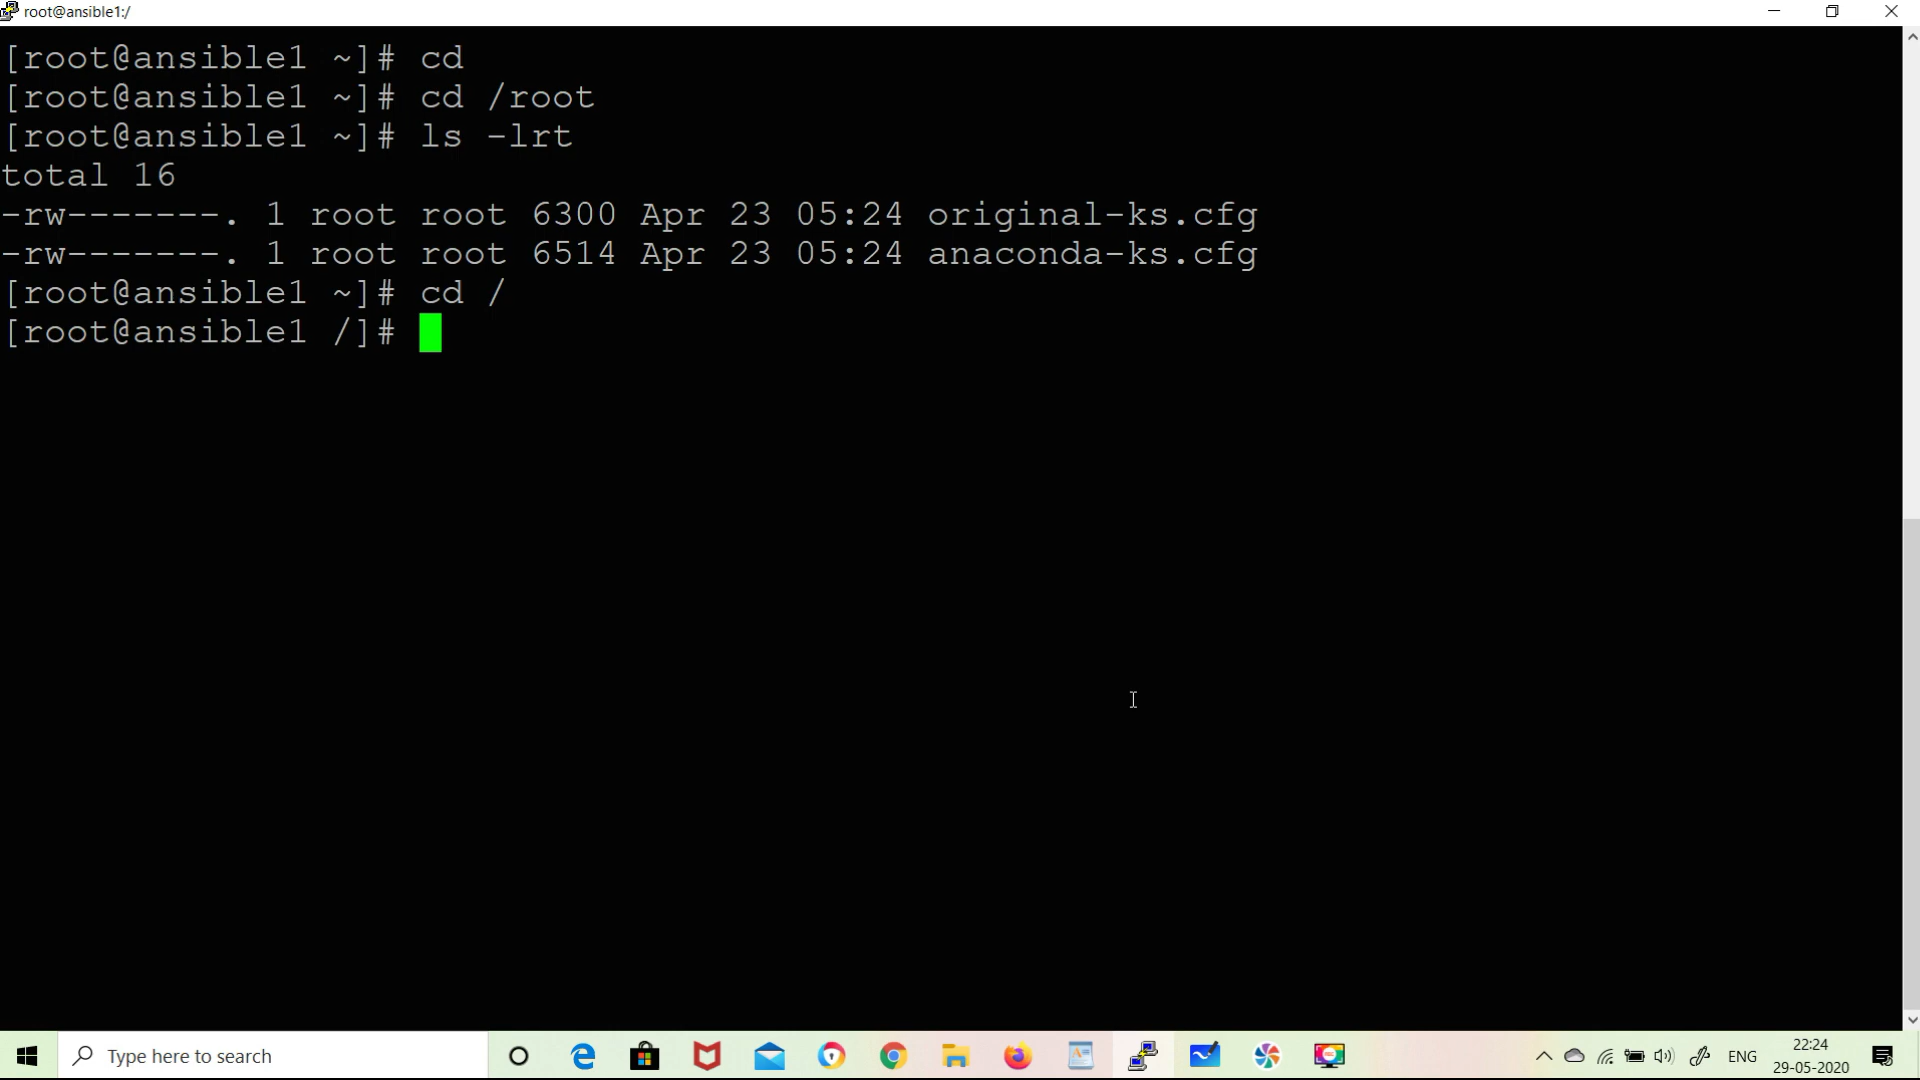 root@ansible1:/
[root@ansible1 ~]# cd
[root@ansible1 ~]# cd /root
[root@ansible1 ~]# ls -lrt
total 16
-rw-------. 1 root root 6300 Apr 23 05:24 original-ks.cfg
-rw-------. 1 root root 6514 Apr 23 05:24 anaconda-ks.cfg
[root@ansible1 ~]# cd /
[root@ansible1 /]#
Type here to search
ENG
22:24
29-05-2020